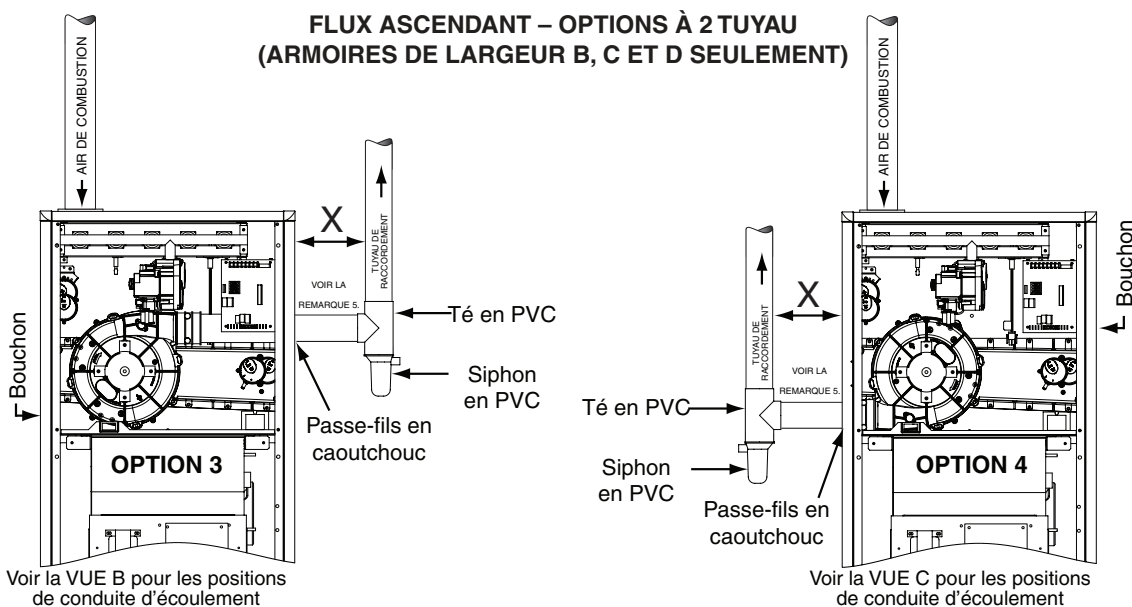 FLUX ASCENDANT – OPTIONS À 2 TUYAU
(ARMOIRES DE LARGEUR B, C ET D SEULEMENT)
AIR DE COMBUSTION
X
TUYAU DE
RACCORDEMENT
VOIR LA
REMARQUE 5.
Té en PVC
Siphon
en PVC
Passe-fils en
caoutchouc
Bouchon
OPTION 3
Voir la VUE B pour les positions
de conduite d'écoulement
AIR DE COMBUSTION
X
TUYAU DE
RACCORDEMENT
VOIR LA
REMARQUE 5.
Té en PVC
Siphon
en PVC
Passe-fils en
caoutchouc
Bouchon
OPTION 4
Voir la VUE C pour les positions
de conduite d'écoulement